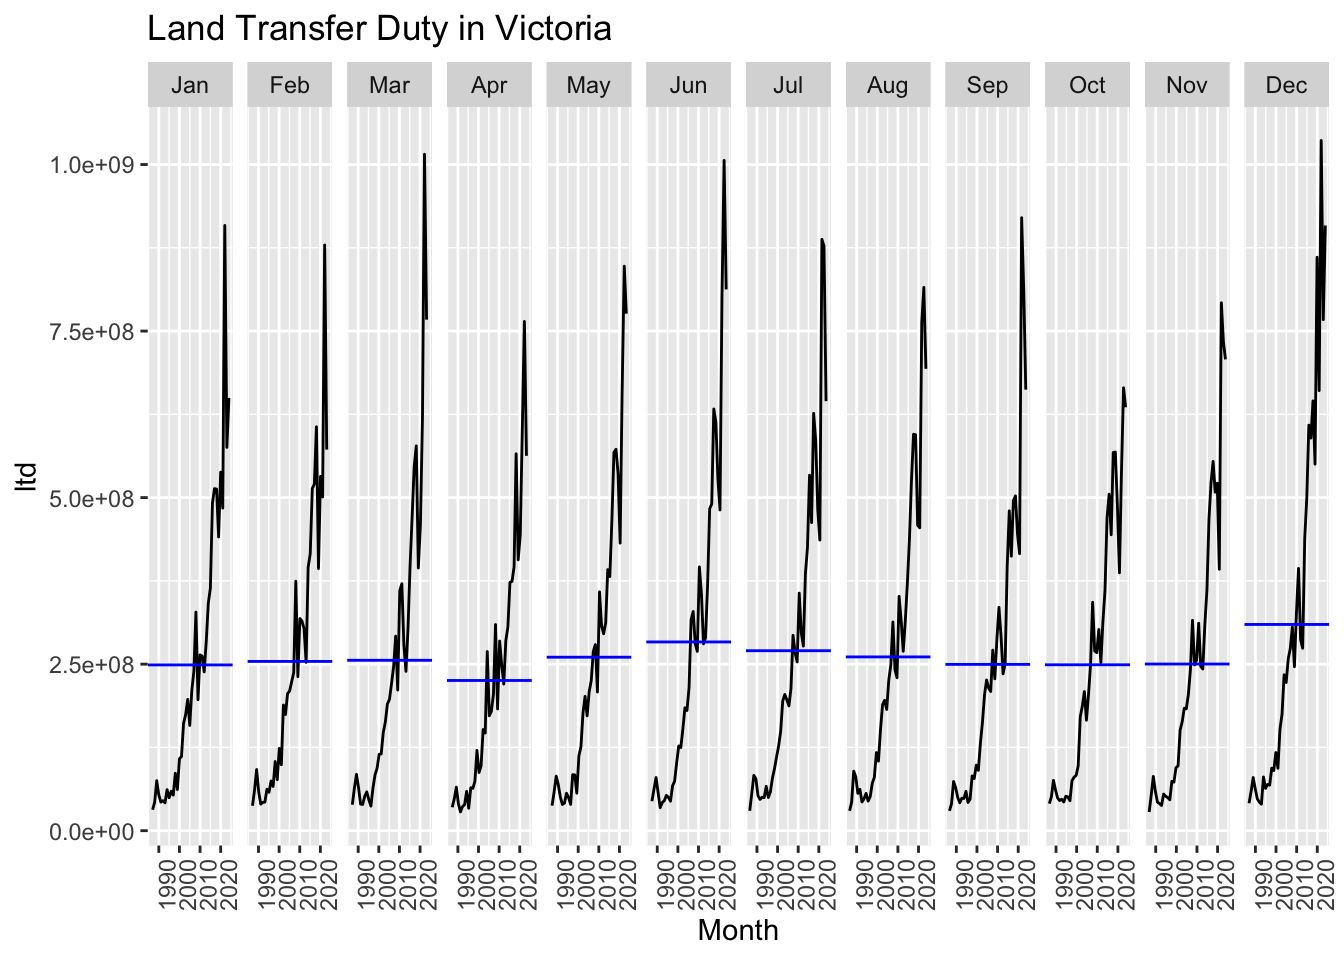 Land Transfer Duty in Victoria
Jan Feb Mar Apr May Jun Jul Aug Sep Oct Nov Dec
1.0e+09
7.5e+08
5.0e+08
2.5e+08
0.0e+00
ltd
1990 2000 2010 2020 1990 2000 2010 2020 1990 2000 2010 2020 1990 2000 2010 2020 1990 2000 2010 2020 1990 2000 2010 2020 1990 2000 2010 2020 1990 2000 2010 2020 1990 2000 2010 2020 1990 2000 2010 2020 1990 2000 2010 2020 1990 2000 2010 2020
Month